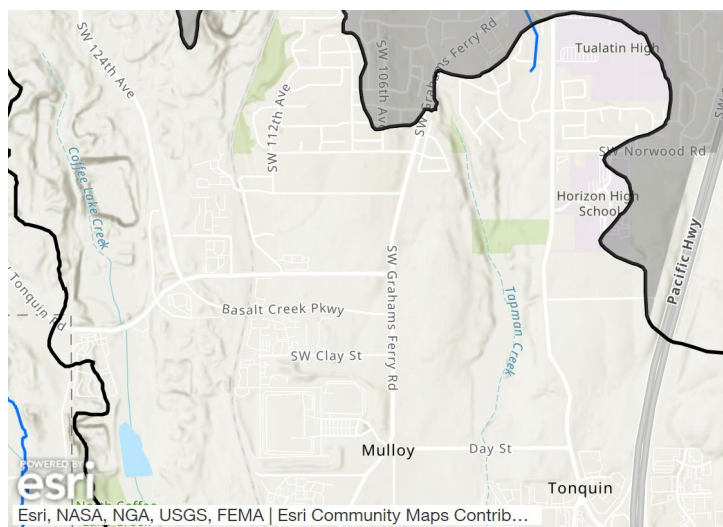 SW 124th Ave
SW 106th Ave
SW Grahams Ferry Rd
Tualatin High
SW 112th Ave
SW Norwood Rd
Coffee Lake Creek
Horizon High
School
Pacific Hwy
Tonquin Rd
SW Grahams Ferry Rd
Tapman Creek
Basalt Creek Pkwy
SW Clay St
Mulloy
Day St
Tonquin
POWERED BY
esri
Esri, NASA, NGA, USGS, FEMA | Esri Community Maps Contrib...